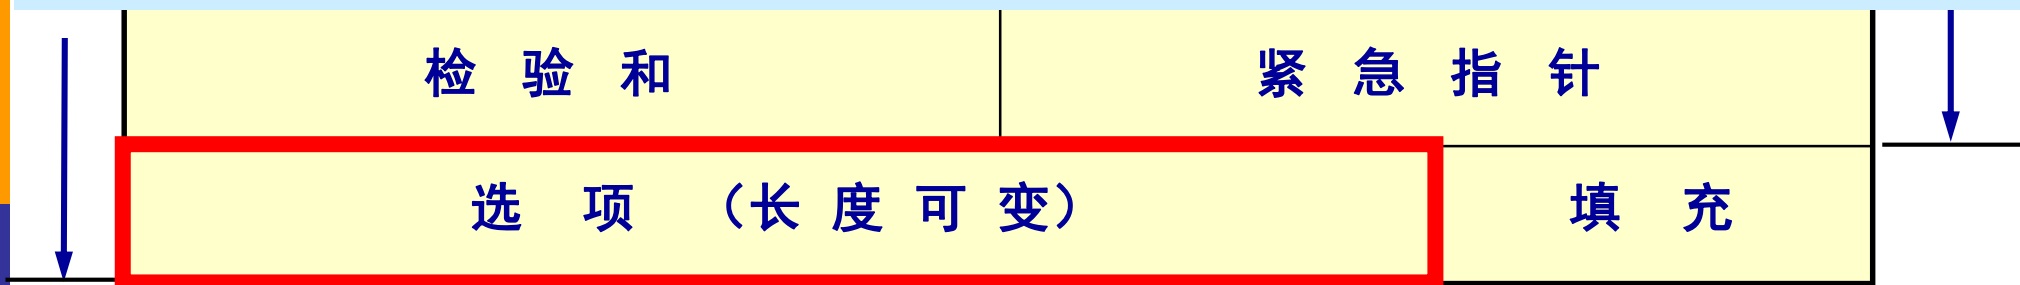 检 验 和 紧 急 指 针
选 项 （长 度 可 变） 填 充